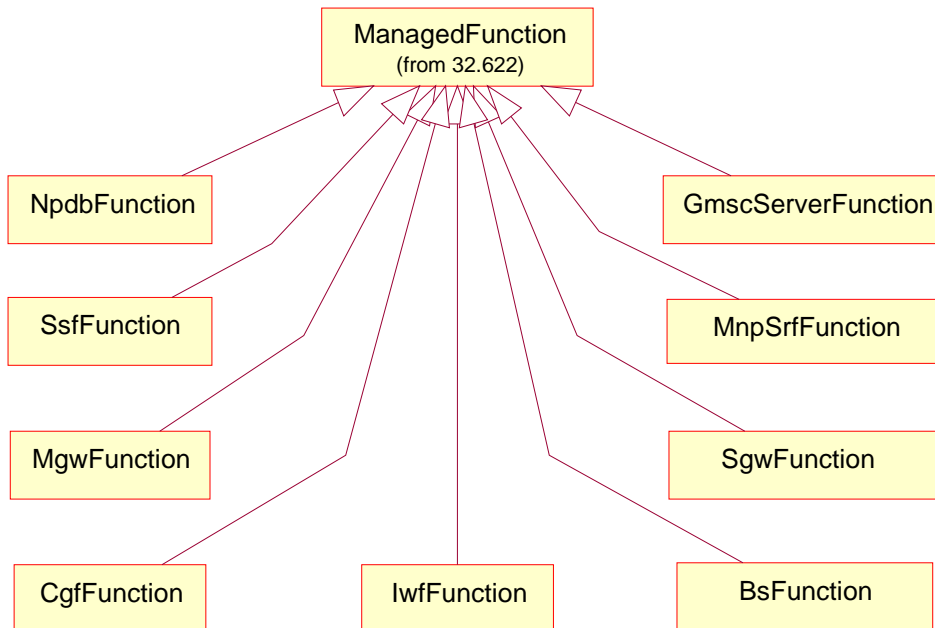 ManagedFunction
(from 32.622)
NpdbFunction
GmscServerFunction
SsfFunction
MnpSrfFunction
MgwFunction
SgwFunction
CgfFunction
IwfFunction
BsFunction